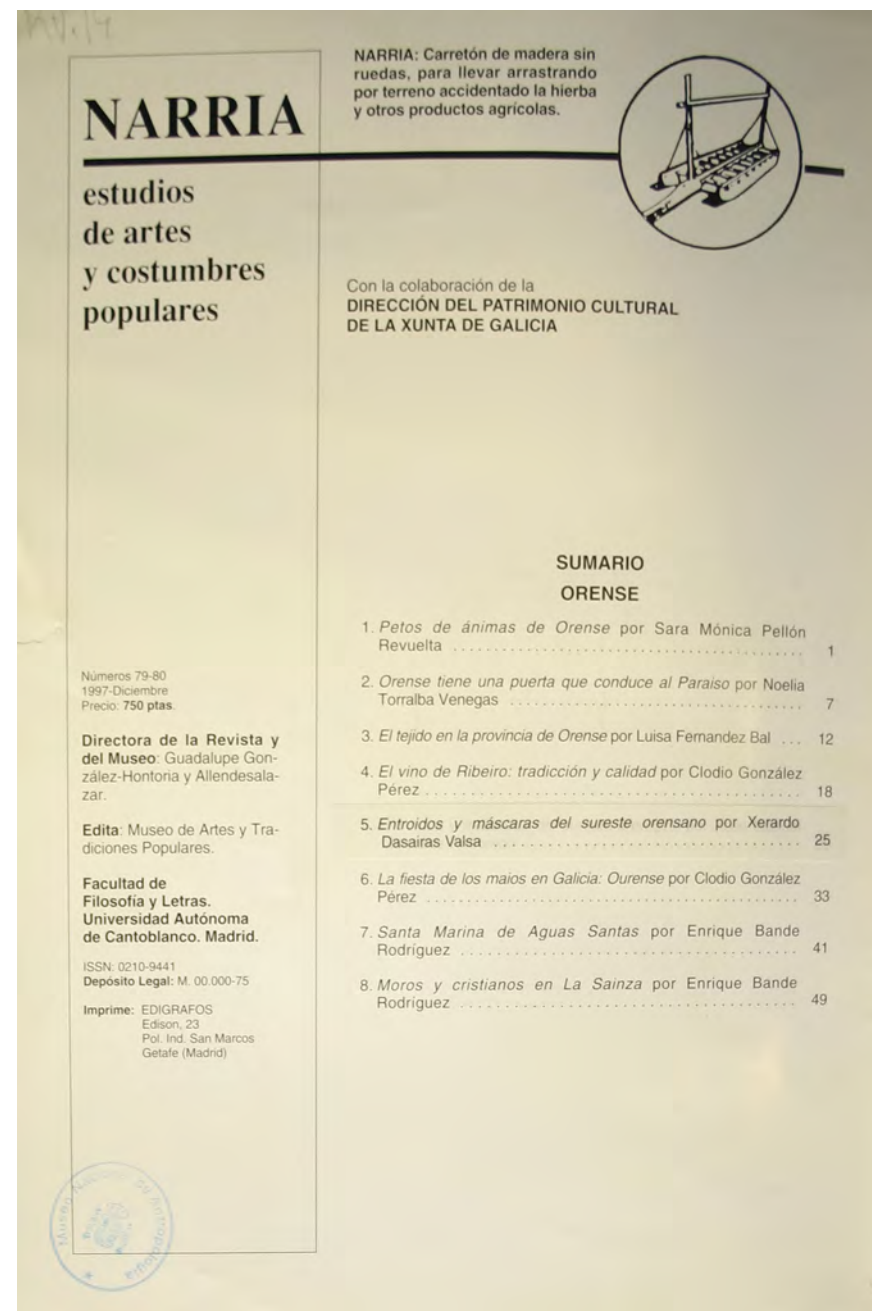 NARRIA
estudios
de artes
y costumbres
populares
NARRIA: Carretón de madera sin
ruedas, para llevar arrastrando
por terreno accidentado la hierba
y otros productos agrícolas.
Con la colaboración de la
DIRECCIÓN DEL PATRIMONIO CULTURAL
DE LA XUNTA DE GALICIA
Números 79-80
1997-Diciembre
Precio: 750 ptas.
Directora de la Revista y
del Museo: Guadalupe Gon-
zález-Hontoria y Allendesala-
zar.
Edita: Museo de Artes y Tra-
diciones Populares.
Facultad de
Filosofía y Letras.
Universidad Autónoma
de Cantoblanco. Madrid.
ISSN: 0210-9441
Depósito Legal: M. 00.000-75
Imprime: EDIGRAFOS
Edison, 23
Pol. Ind. San Marcos
Getafe (Madrid)
SUMARIO
ORENSE
1. Petos de ánimas de Orense por Sara Mónica Pellón
Revuelta ........................................ 1
2. Orense tiene una puerta que conduce al Paraiso por Noelia
Torralba Venegas ........................................ 7
3. El tejido en la provincia de Orense por Luisa Fernandez Bal ... 12
4. El vino de Ribeiro: tradicción y calidad por Clodio González
Pérez ........................................ 18
5. Entroidos y máscaras del sureste orensano por Xerardo
Dasairas Valsa ........................................ 25
6. La fiesta de los maios en Galicia: Ourense por Clodio González
Pérez ........................................ 33
7. Santa Marina de Aguas Santas por Enrique Bande
Rodríguez ........................................ 41
8. Moros y cristianos en La Sainza por Enrique Bande
Rodríguez ........................................ 49
Museo Nacional de Antropología